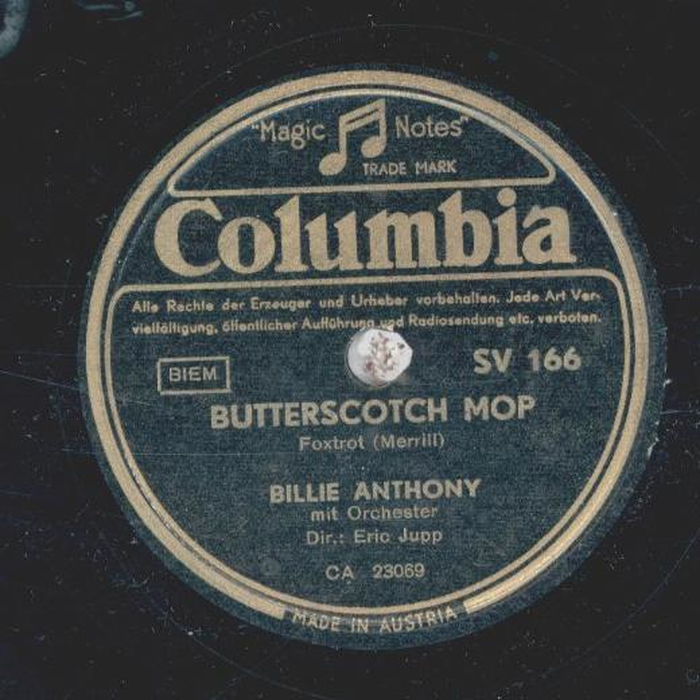 "Magic Notes"
TRADE MARK
Columbia
Alle Rechte der Erzeuger und Urheber vorbehalten. Jede Art Ver-
vielfältigung, öffentlicher Aufführung und Radiosendung etc. verboten.
BIEM
SV 166
BUTTERSCOTCH MOP
Foxtrot (Merrill)
BILLIE ANTHONY
mit Orchester
Dir.: Eric Jupp
CA 23069
MADE IN AUSTRIA